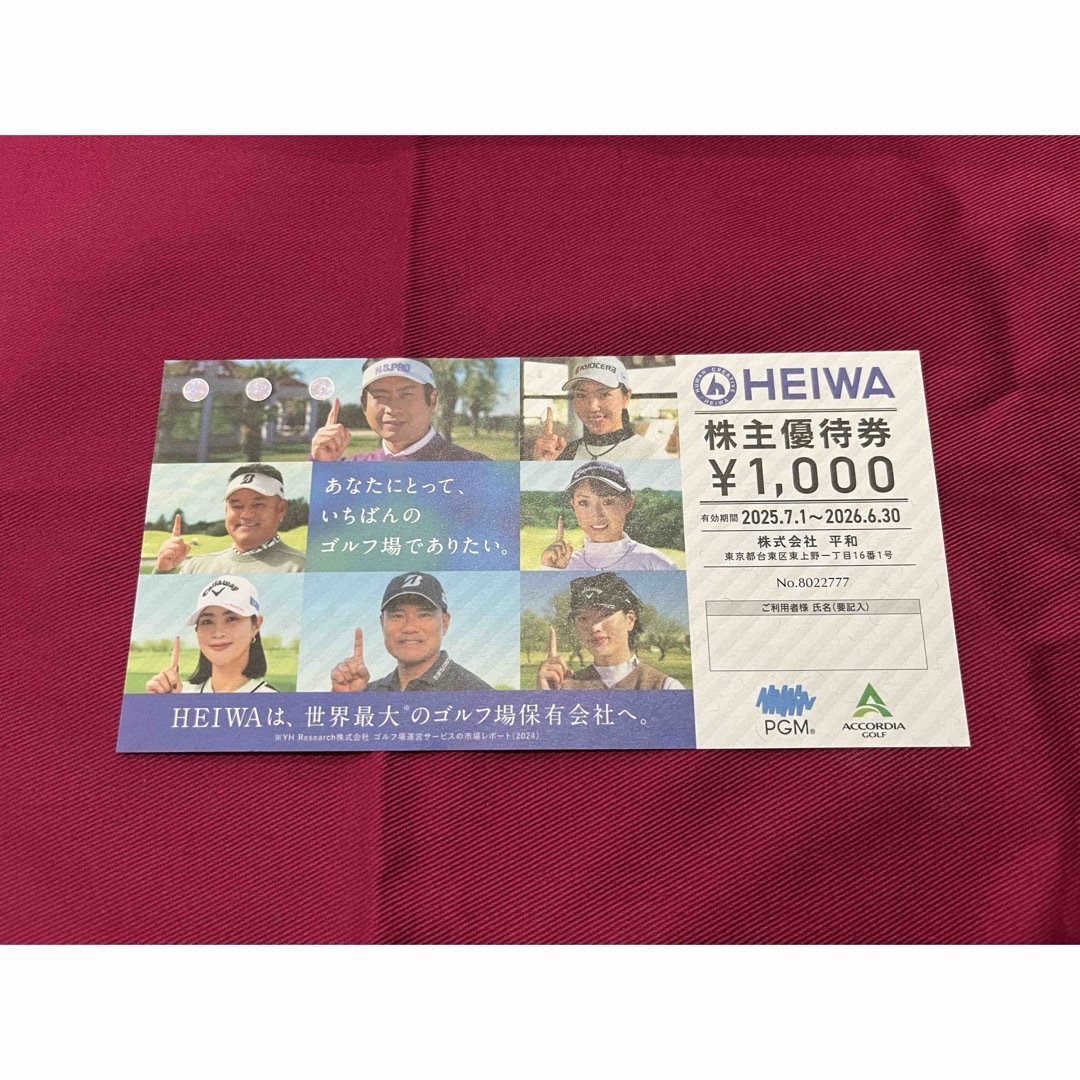 N.S.PRO
KYOCERA
あなたにとって、
いちばんの
ゴルフ場でありたい。
Callaway
HEIWAは、世界最大※のゴルフ場保有会社へ。
※YH Research株式会社 ゴルフ場運営サービスの市場レポート(2024)
HUMAN CREATIVE
HEIWA
HEIWA
株主優待券
¥1,000
有効期間 2025.7.1～2026.6.30
株式会社 平和
東京都台東区東上野一丁目16番1号
No.8022777
ご利用者様 氏名(要記入)
PGM®
ACCORDIA
GOLF